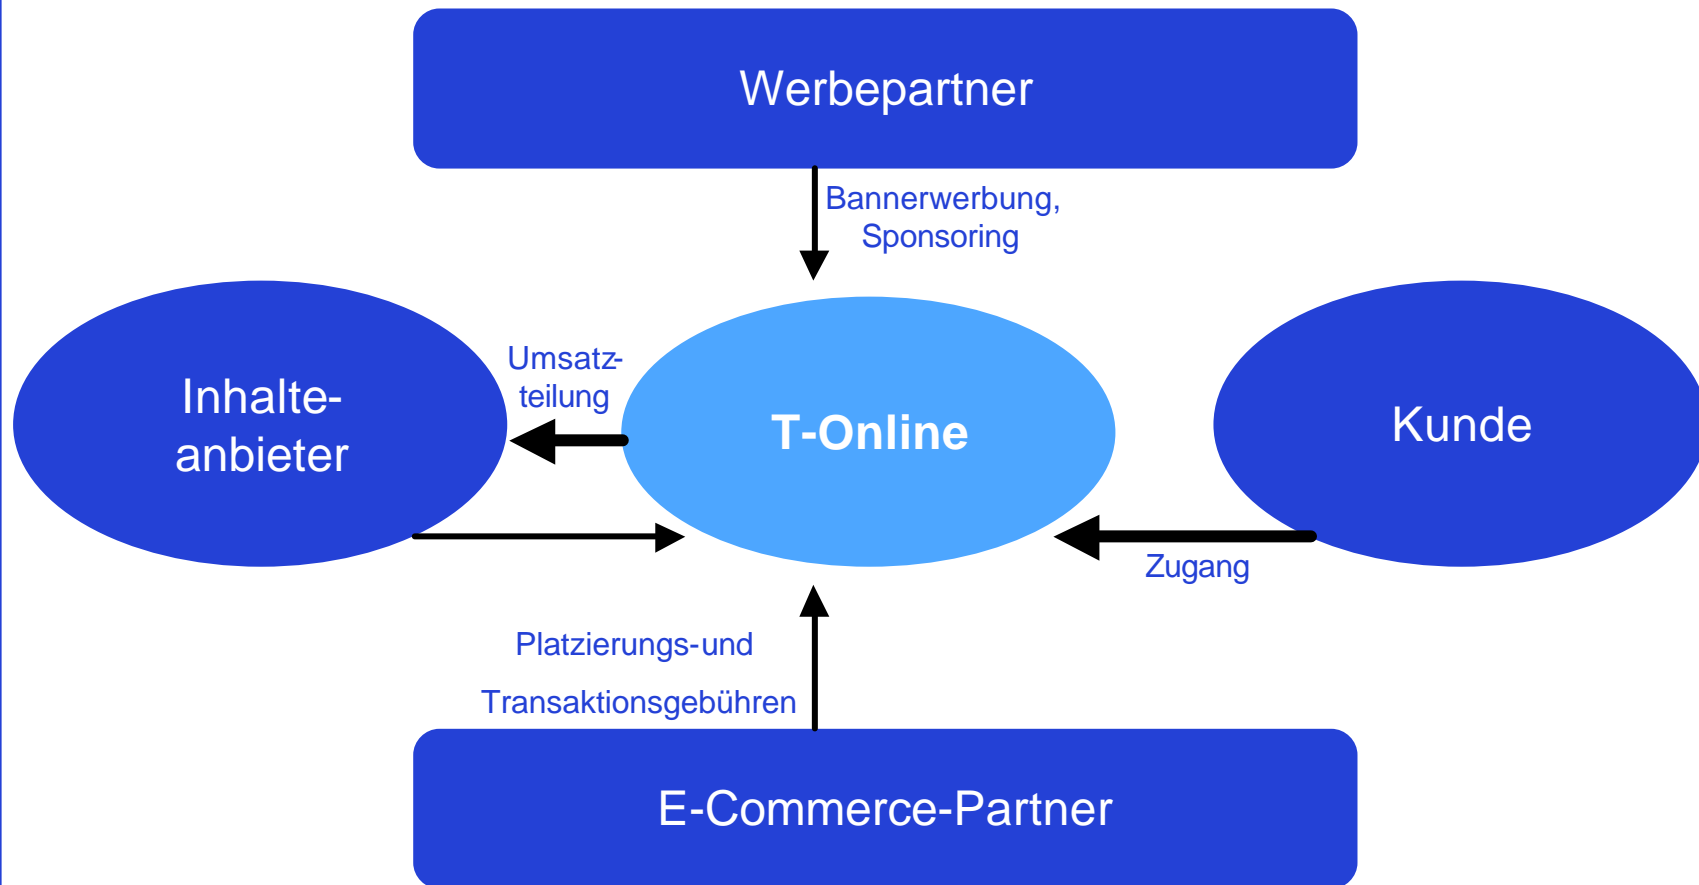 Werbepartner
Bannerwerbung,
Sponsoring
Umsatz-
teilung
Inhalte-
anbieter
T-Online
Kunde
Zugang
Platzierungs-und
Transaktionsgebühren
E-Commerce-Partner